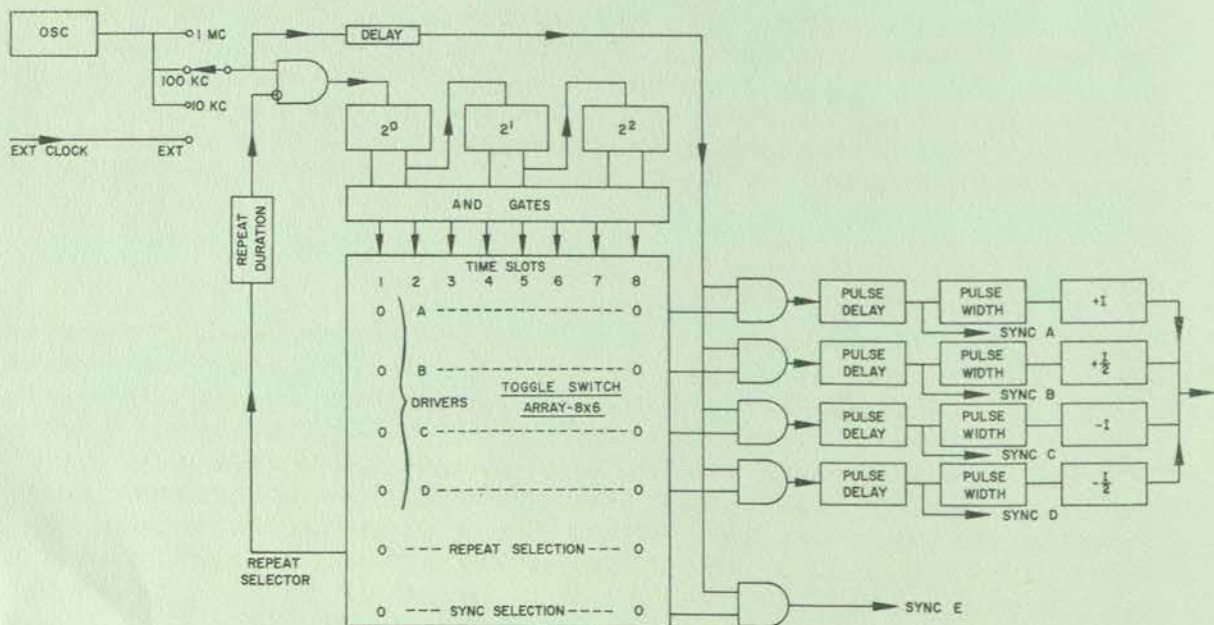 OSC
1 MC
100 KC
10 KC
EXT CLOCK
EXT
DELAY
2⁰
2¹
2²
AND GATES
REPEAT
DURATION
REPEAT
SELECTOR
TIME SLOTS
1 2 3 4 5 6 7 8
0 A 0
0 B 0
DRIVERS
TOGGLE SWITCH
ARRAY-8x6
0 C 0
0 D 0
0 REPEAT SELECTION 0
0 SYNC SELECTION 0
PULSE
DELAY
PULSE
WIDTH
+I
SYNC A
PULSE
DELAY
PULSE
WIDTH
+I/2
SYNC B
PULSE
DELAY
PULSE
WIDTH
-I
SYNC C
PULSE
DELAY
PULSE
WIDTH
-I/2
SYNC D
SYNC E